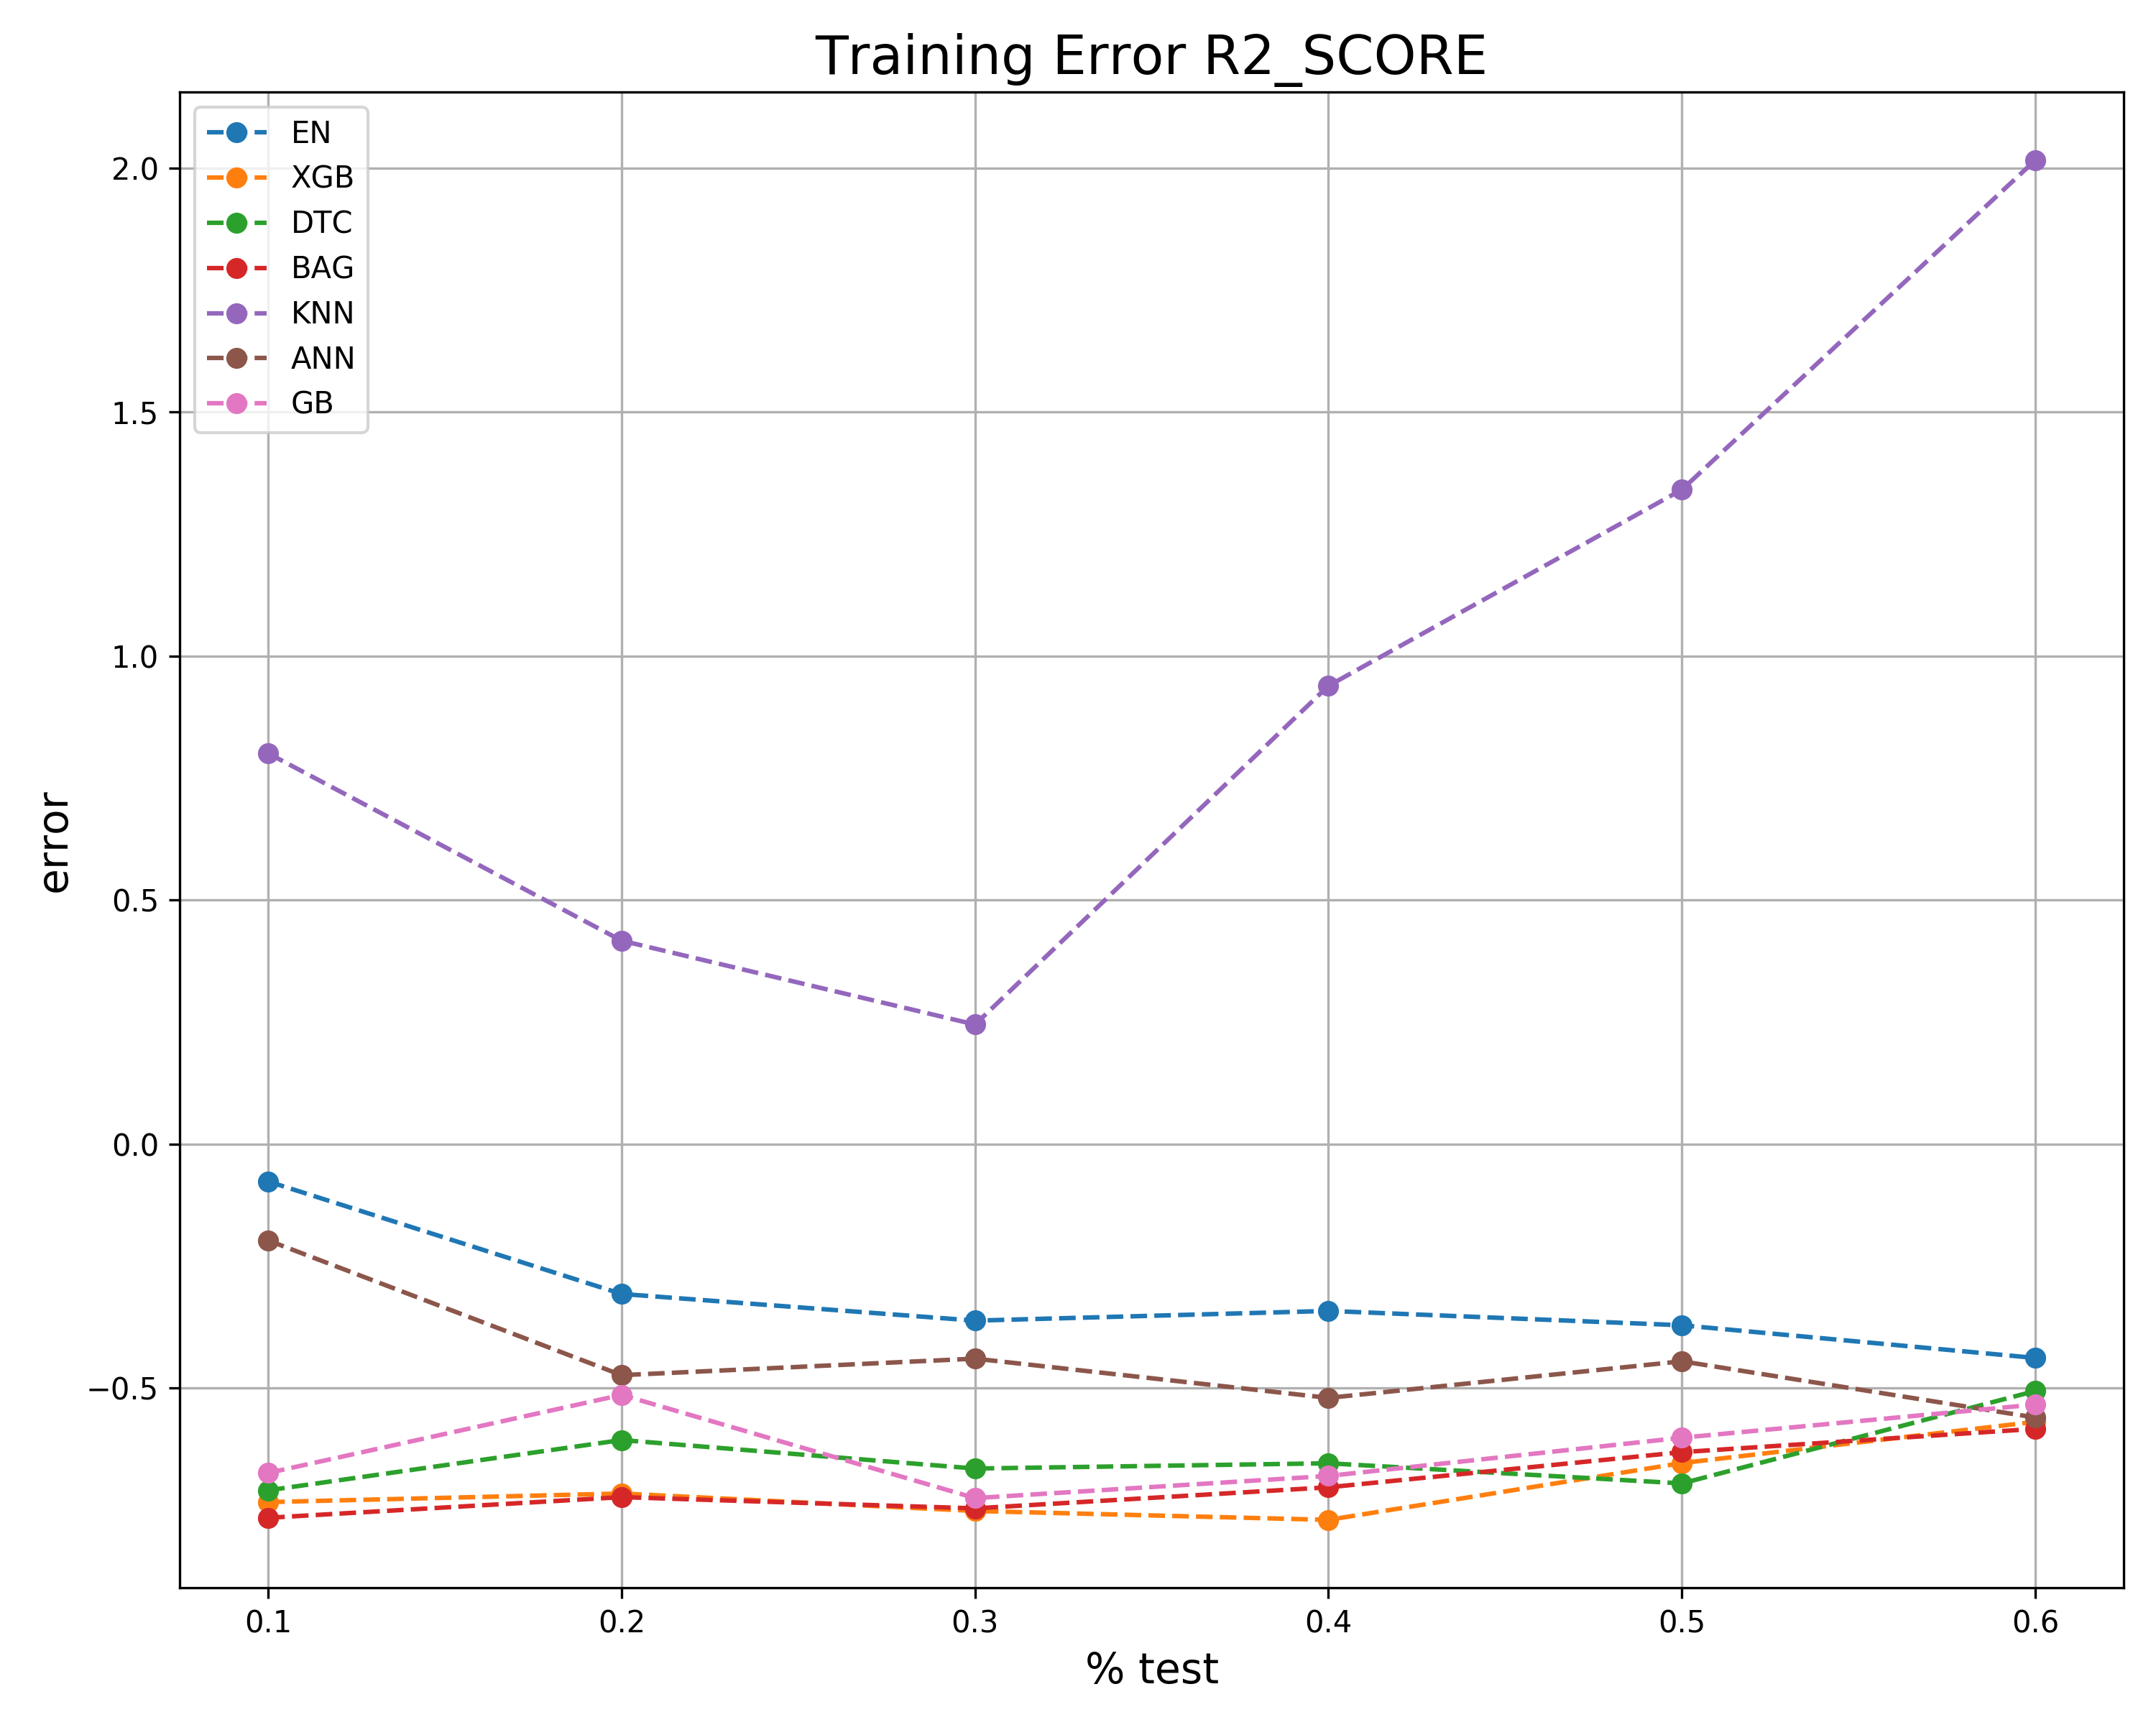 Training Error R2_SCORE
EN
XGB
DTC
BAG
KNN
ANN
GB
error
2.0
1.5
1.0
0.5
0.0
−0.5
0.1 0.2 0.3 0.4 0.5 0.6
% test